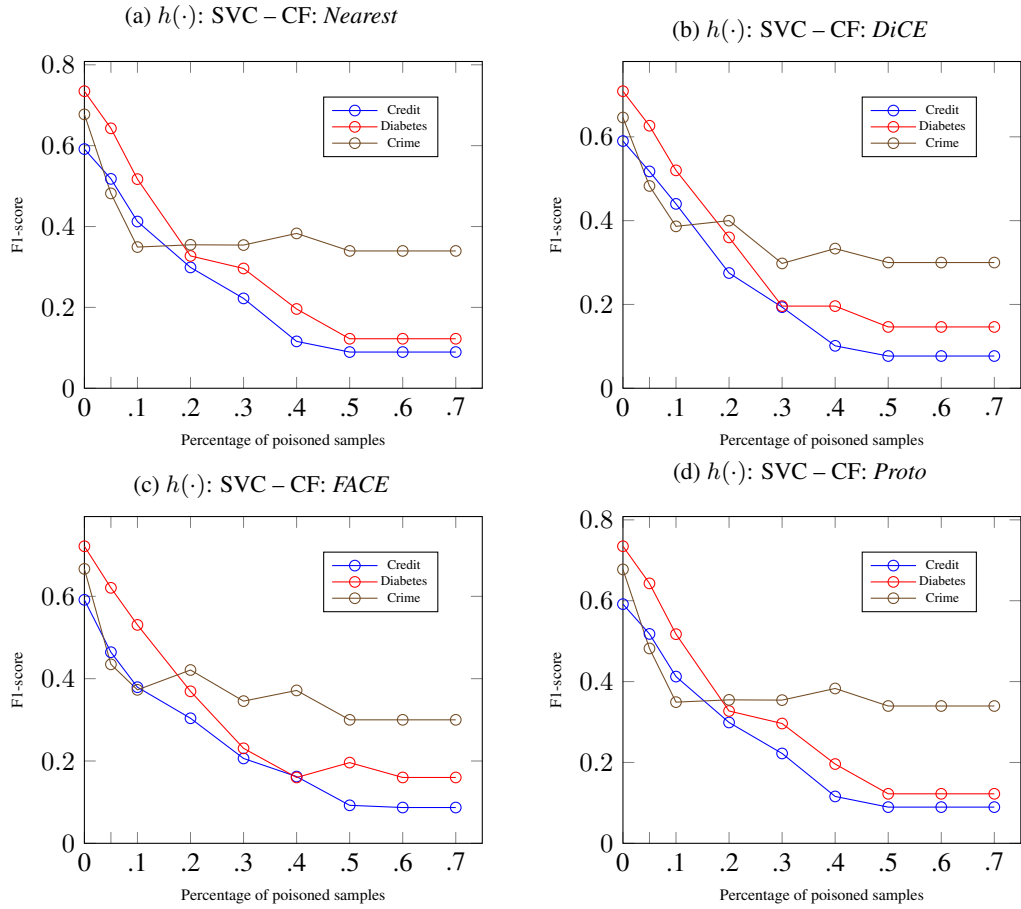 (a) h(·): SVC – CF: Nearest
0.8
0.6
0.4
0.2
0
F1-score
Credit
Diabetes
Crime
0 .1 .2 .3 .4 .5 .6 .7
Percentage of poisoned samples
(b) h(·): SVC – CF: DiCE
0.6
0.4
0.2
0
F1-score
Credit
Diabetes
Crime
0 .1 .2 .3 .4 .5 .6 .7
Percentage of poisoned samples
(c) h(·): SVC – CF: FACE
0.6
0.4
0.2
0
F1-score
Credit
Diabetes
Crime
0 .1 .2 .3 .4 .5 .6 .7
Percentage of poisoned samples
(d) h(·): SVC – CF: Proto
0.8
0.6
0.4
0.2
0
F1-score
Credit
Diabetes
Crime
0 .1 .2 .3 .4 .5 .6 .7
Percentage of poisoned samples